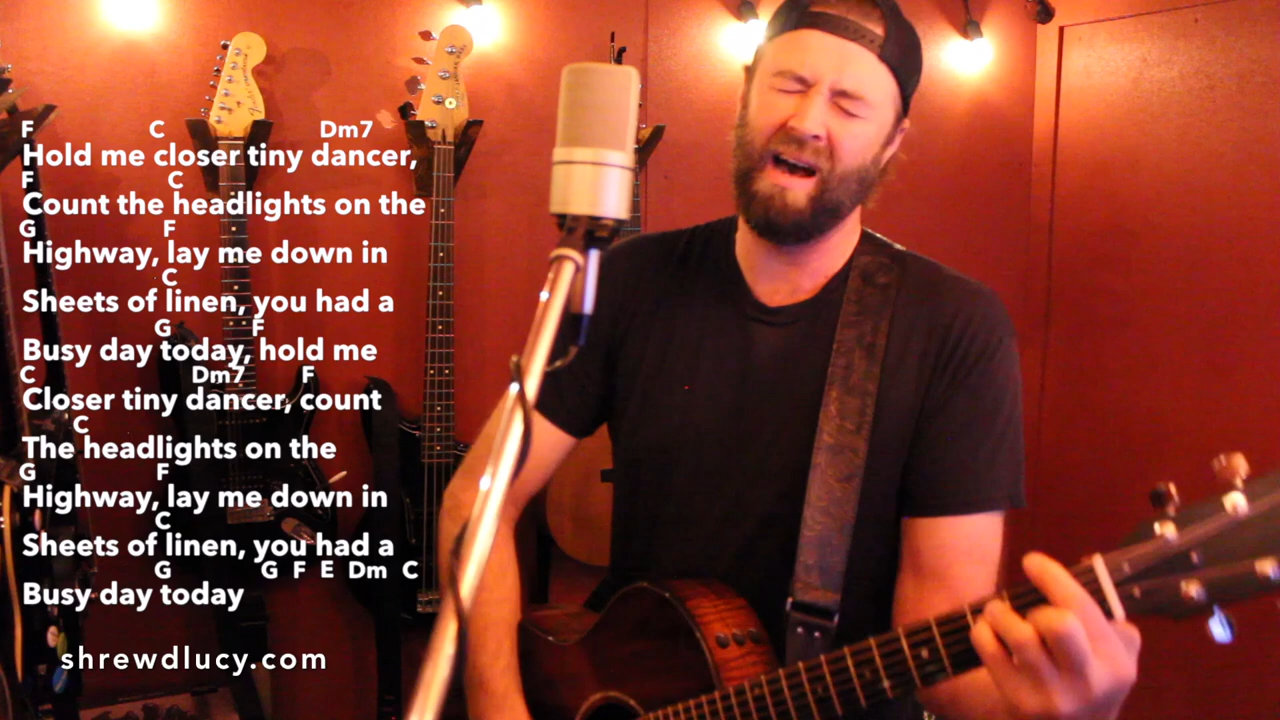 F C Dm7
Hold me closer tiny dancer,
F C
Count the headlights on the
G F
Highway, lay me down in
C
Sheets of linen, you had a
G F
Busy day today, hold me
C Dm7 F
Closer tiny dancer, count
C
The headlights on the
G F
Highway, lay me down in
C
Sheets of linen, you had a
G G F E Dm C
Busy day today
shrewdlucy.com